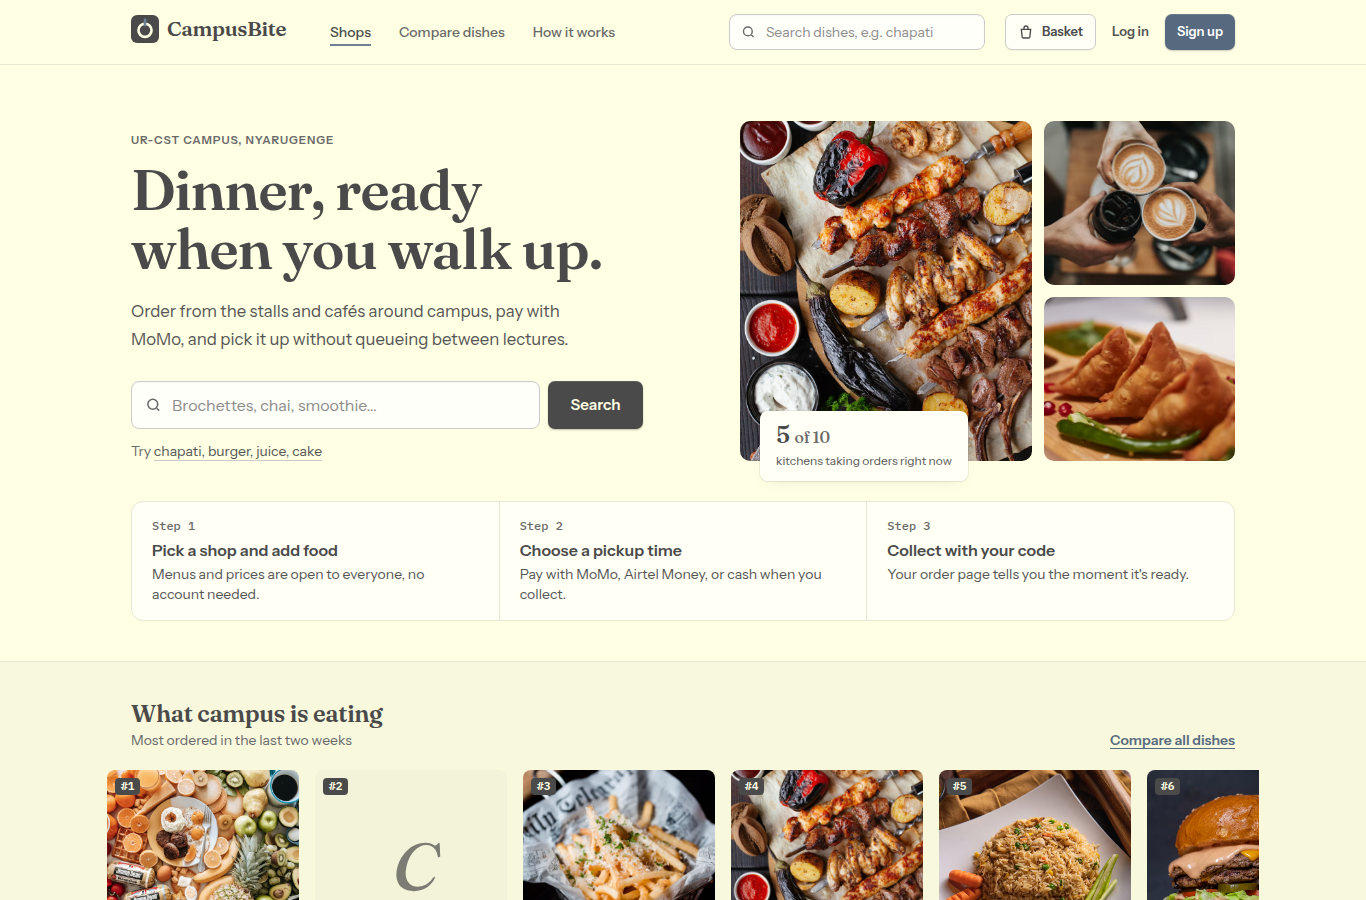 CampusBite
Shops
Compare dishes
How it works
Search dishes, e.g. chapati
Basket
Log in
Sign up
UR-CST CAMPUS, NYARUGENGE
Dinner, ready
when you walk up.
Order from the stalls and cafés around campus, pay with
MoMo, and pick it up without queueing between lectures.
Brochettes, chai, smoothie...
Search
Try chapati, burger, juice, cake
5 of 10
kitchens taking orders right now
Step 1
Pick a shop and add food
Menus and prices are open to everyone, no
account needed.
Step 2
Choose a pickup time
Pay with MoMo, Airtel Money, or cash when you
collect.
Step 3
Collect with your code
Your order page tells you the moment it's ready.
What campus is eating
Most ordered in the last two weeks
Compare all dishes
#1
#2
C
#3
#4
#5
#6